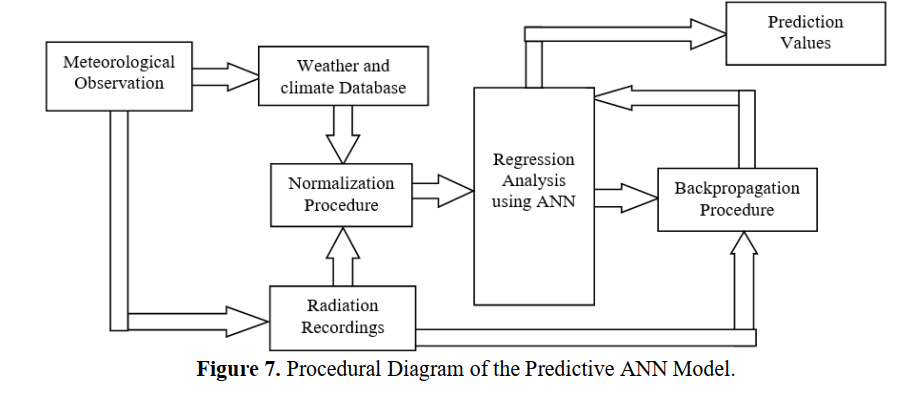 Prediction
Values
Meteorological
Observation
Weather and
climate Database
Regression
Analysis
using ANN
Normalization
Procedure
Backpropagation
Procedure
Radiation
Recordings
Figure 7. Procedural Diagram of the Predictive ANN Model.